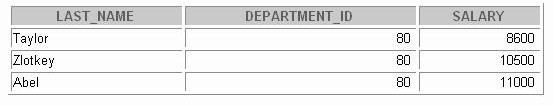 LAST_NAME DEPARTMENT_ID SALARY
Taylor 80 8600
Zlotkey 80 10500
Abel 80 11000